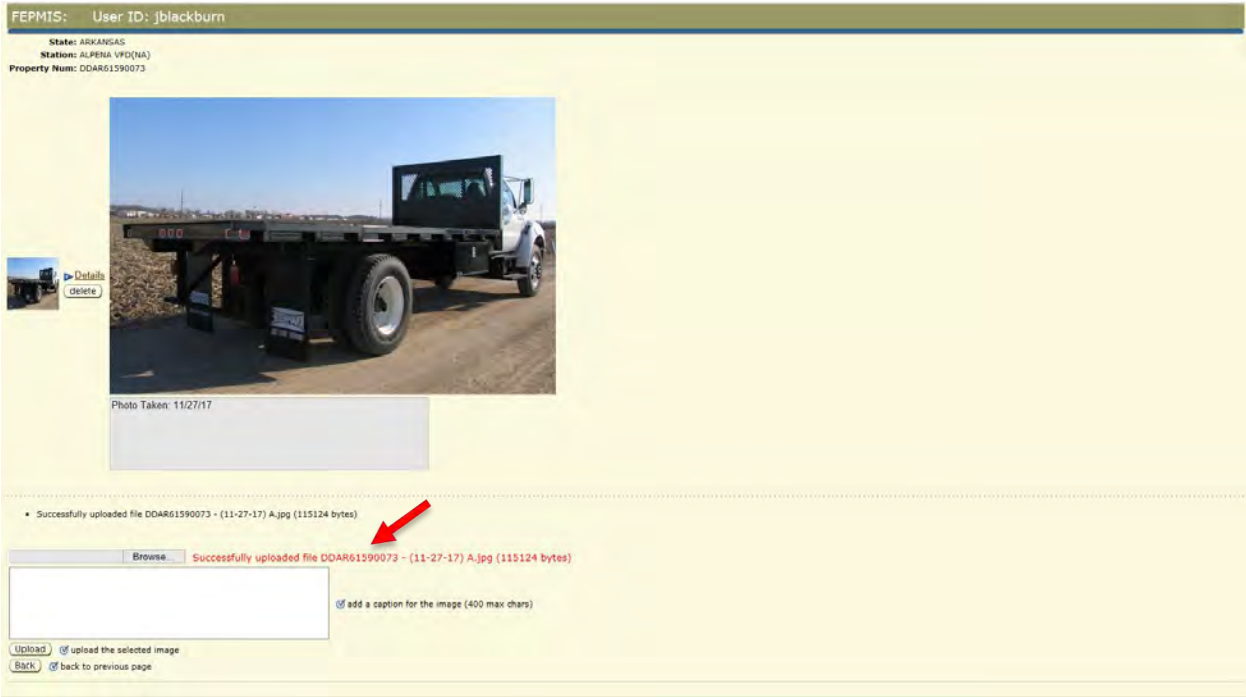 FEPMIS: User ID: jblackburn
State: ARKANSAS
Station: ALPENA VFD(NA)
Property Num: DDAR61590073
Details
delete
Photo Taken: 11/27/17
Successfully uploaded file DDAR61590073 - (11-27-17) A.jpg (115124 bytes)
Browse... Successfully uploaded file DDAR61590073 - (11-27-17) A.jpg (115124 bytes)
add a caption for the image (400 max chars)
Upload upload the selected image
Back back to previous page